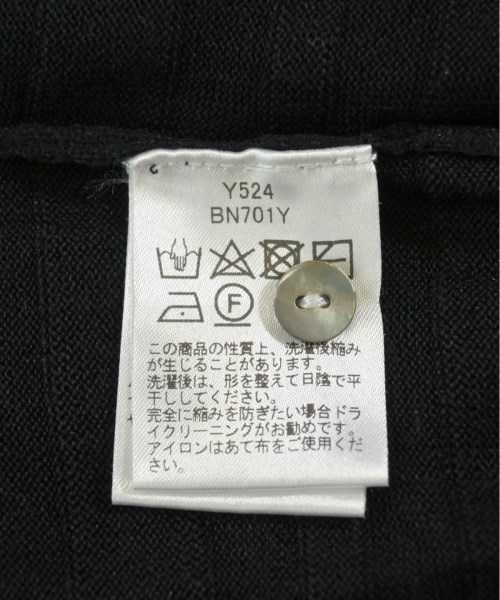 Y524
BN701Y
F
この商品の性質上、洗濯後縮み
が生じることがあります。
洗濯後は、形を整えて日陰で平
干ししてください。
完全に縮みを防ぎたい場合ドラ
イクリーニングがお勧めです。
アイロンはあて布をご使用くだ
さい。